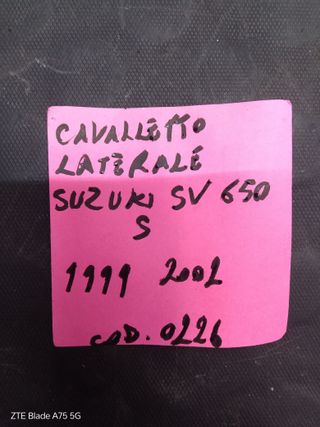 CAVALLETTO
LATERALE
SUZUKI SV 650
S
1999 2002
COD. 0226
ZTE Blade A75 5G